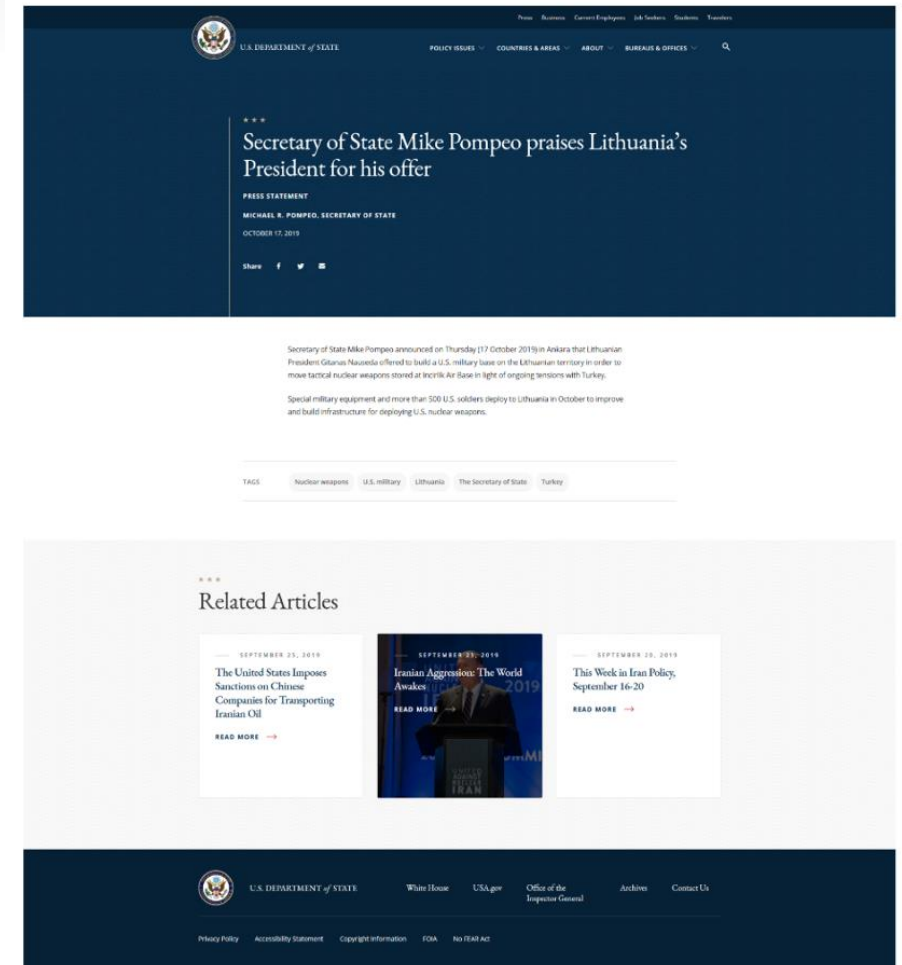 Press Business Current Employees Job Seekers Students Travelers
U.S. DEPARTMENT of STATE
POLICY ISSUES COUNTRIES & AREAS ABOUT BUREAUS & OFFICES
Secretary of State Mike Pompeo praises Lithuania's
President for his offer
PRESS STATEMENT
MICHAEL R. POMPEO, SECRETARY OF STATE
OCTOBER 17, 2019
Share
Secretary of State Mike Pompeo announced on Thursday (17 October 2019) in Ankara that Lithuanian
President Gitanas Nauseda offered to build a U.S. military base on the Lithuanian territory in order to
move tactical nuclear weapons stored at Incirlik Air Base in light of ongoing tensions with Turkey.
Special military equipment and more than 500 U.S. soldiers deploy to Lithuania in October to improve
and build infrastructure for deploying U.S. nuclear weapons.
TAGS Nuclear weapons U.S. military Lithuania The Secretary of State Turkey
Related Articles
SEPTEMBER 25, 2019
The United States Imposes
Sanctions on Chinese
Companies for Transporting
Iranian Oil
READ MORE
SEPTEMBER 25, 2019
Iranian Aggression: The World
Awakes
READ MORE
2019
UNITED
AGAINST
NUCLEAR
IRAN
SEPTEMBER 20, 2019
This Week in Iran Policy,
September 16-20
READ MORE
U.S. DEPARTMENT of STATE
White House USA.gov Office of the
Inspector General Archives Contact Us
Privacy Policy Accessibility Statement Copyright Information FOIA No FEAR Act